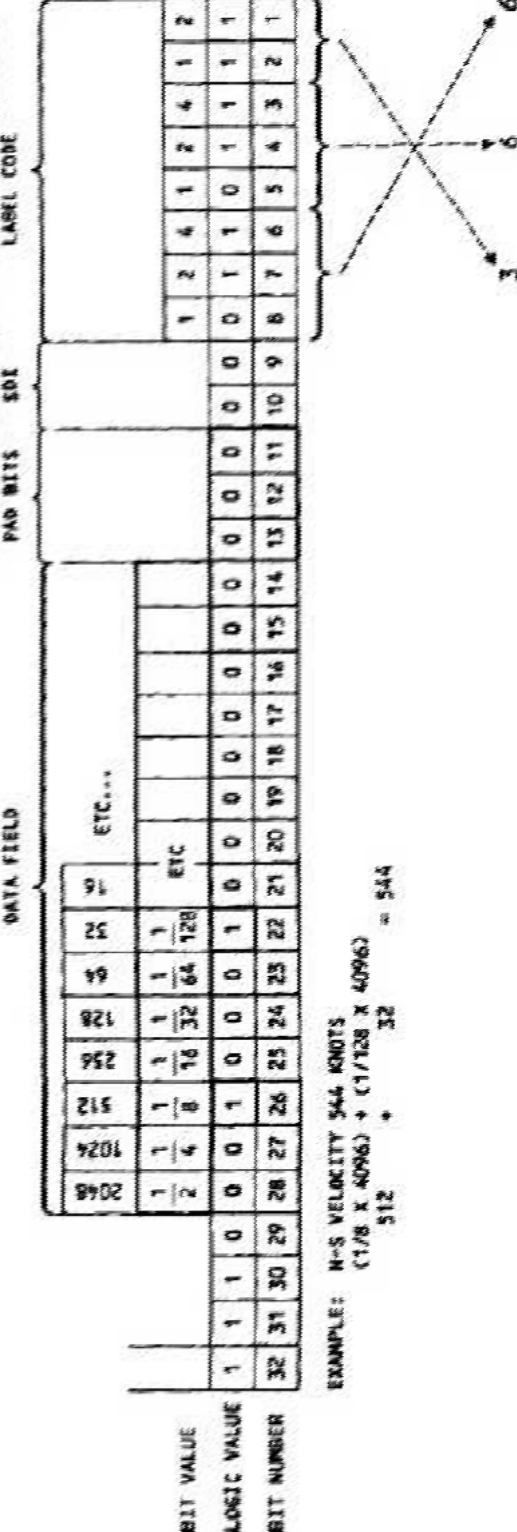 DATA FIELD PAD BITS SDI LABEL CODE
2048 1024 512 256 128 64 32 16 ETC...
BIT VALUE 1/2 1/4 1/8 1/16 1/32 1/64 1/128 ETC 1 2 4 1 2 4 1 2
LOGIC VALUE 1 1 1 0 0 0 1 0 0 0 1 0 0 0 0 0 0 0 0 0 0 0 0 0 0 1 1 0 1 1 1 1
BIT NUMBER 32 31 30 29 28 27 26 25 24 23 22 21 20 19 18 17 16 15 14 13 12 11 10 9 8 7 6 5 4 3 2 1
EXAMPLE: N-S VELOCITY 544 KNOTS
(1/8 X 4096) + (1/128 X 4096)
512 + 32 = 544
3 6 6